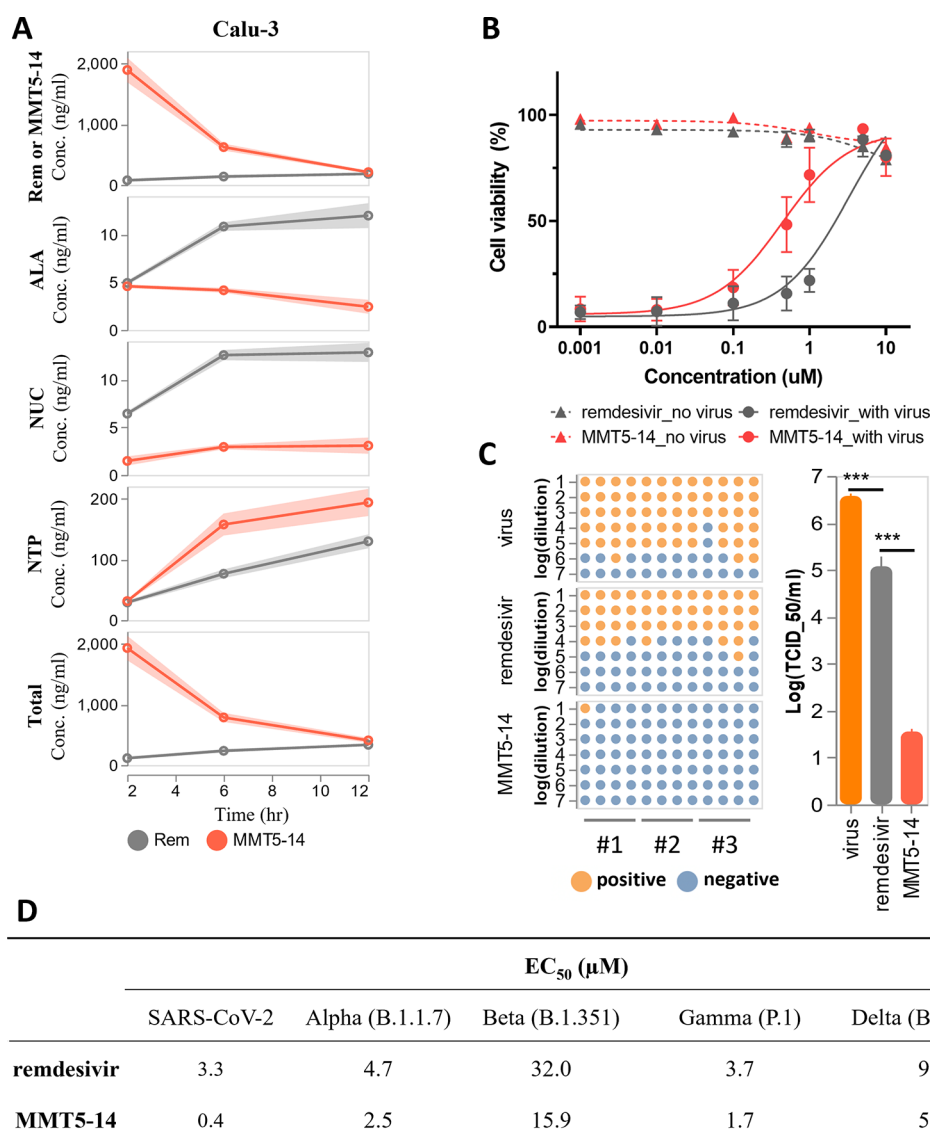 A
Calu-3
Rem or MMT5-14
Conc. (ng/ml)
2,000
1,000
0
ALA
Conc. (ng/ml)
10
5
0
NUC
Conc. (ng/ml)
10
5
0
NTP
Conc. (ng/ml)
200
100
0
Total
Conc. (ng/ml)
2,000
1,000
0
2 4 6 8 10 12
Time (hr)
Rem MMT5-14
B
Cell viability (%)
100
50
0
0.001 0.01 0.1 1 10
Concentration (uM)
remdesivir_no virus remdesivir_with virus
MMT5-14_no virus MMT5-14_with virus
C
virus
log(dilution)
1
2
3
4
5
6
7
remdesivir
log(dilution)
1
2
3
4
5
6
7
MMT5-14
log(dilution)
1
2
3
4
5
6
7
#1 #2 #3
positive negative
Log(TCID_50/ml)
7
6
5
4
3
2
1
0
***
***
virus
remdesivir
MMT5-14
D
EC50 (μM)
SARS-CoV-2 Alpha (B.1.1.7) Beta (B.1.351) Gamma (P.1) Delta (B
remdesivir 3.3 4.7 32.0 3.7 9
MMT5-14 0.4 2.5 15.9 1.7 5